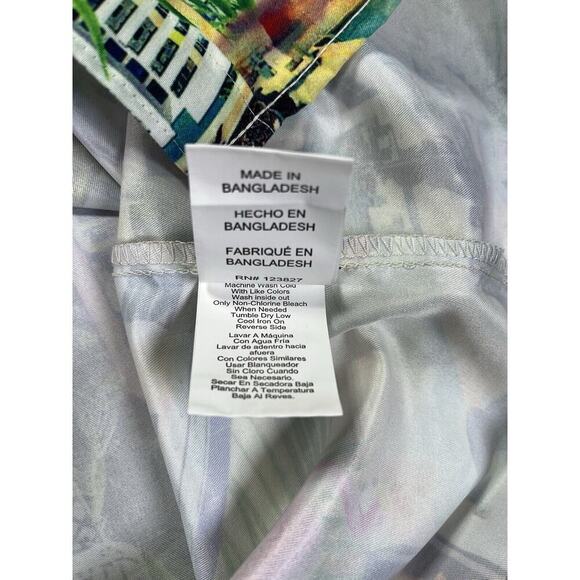 MADE IN
BANGLADESH
HECHO EN
BANGLADESH
FABRIQUÉ EN
BANGLADESH
RN# 123827
Machine Wash Cold
With Like Colors
Wash inside out
Only Non-Chlorine Bleach
When Needed
Tumble Dry Low
Cool Iron On
Reverse Side
Lavar A Máquina
Con Agua Fría
Lavar de adentro hacia
afuera
Con Colores Similares
Usar Blanqueador
Sin Cloro Cuando
Sea Necesario.
Secar En Secadora Baja
Planchar A Temperatura
Baja Al Reves.